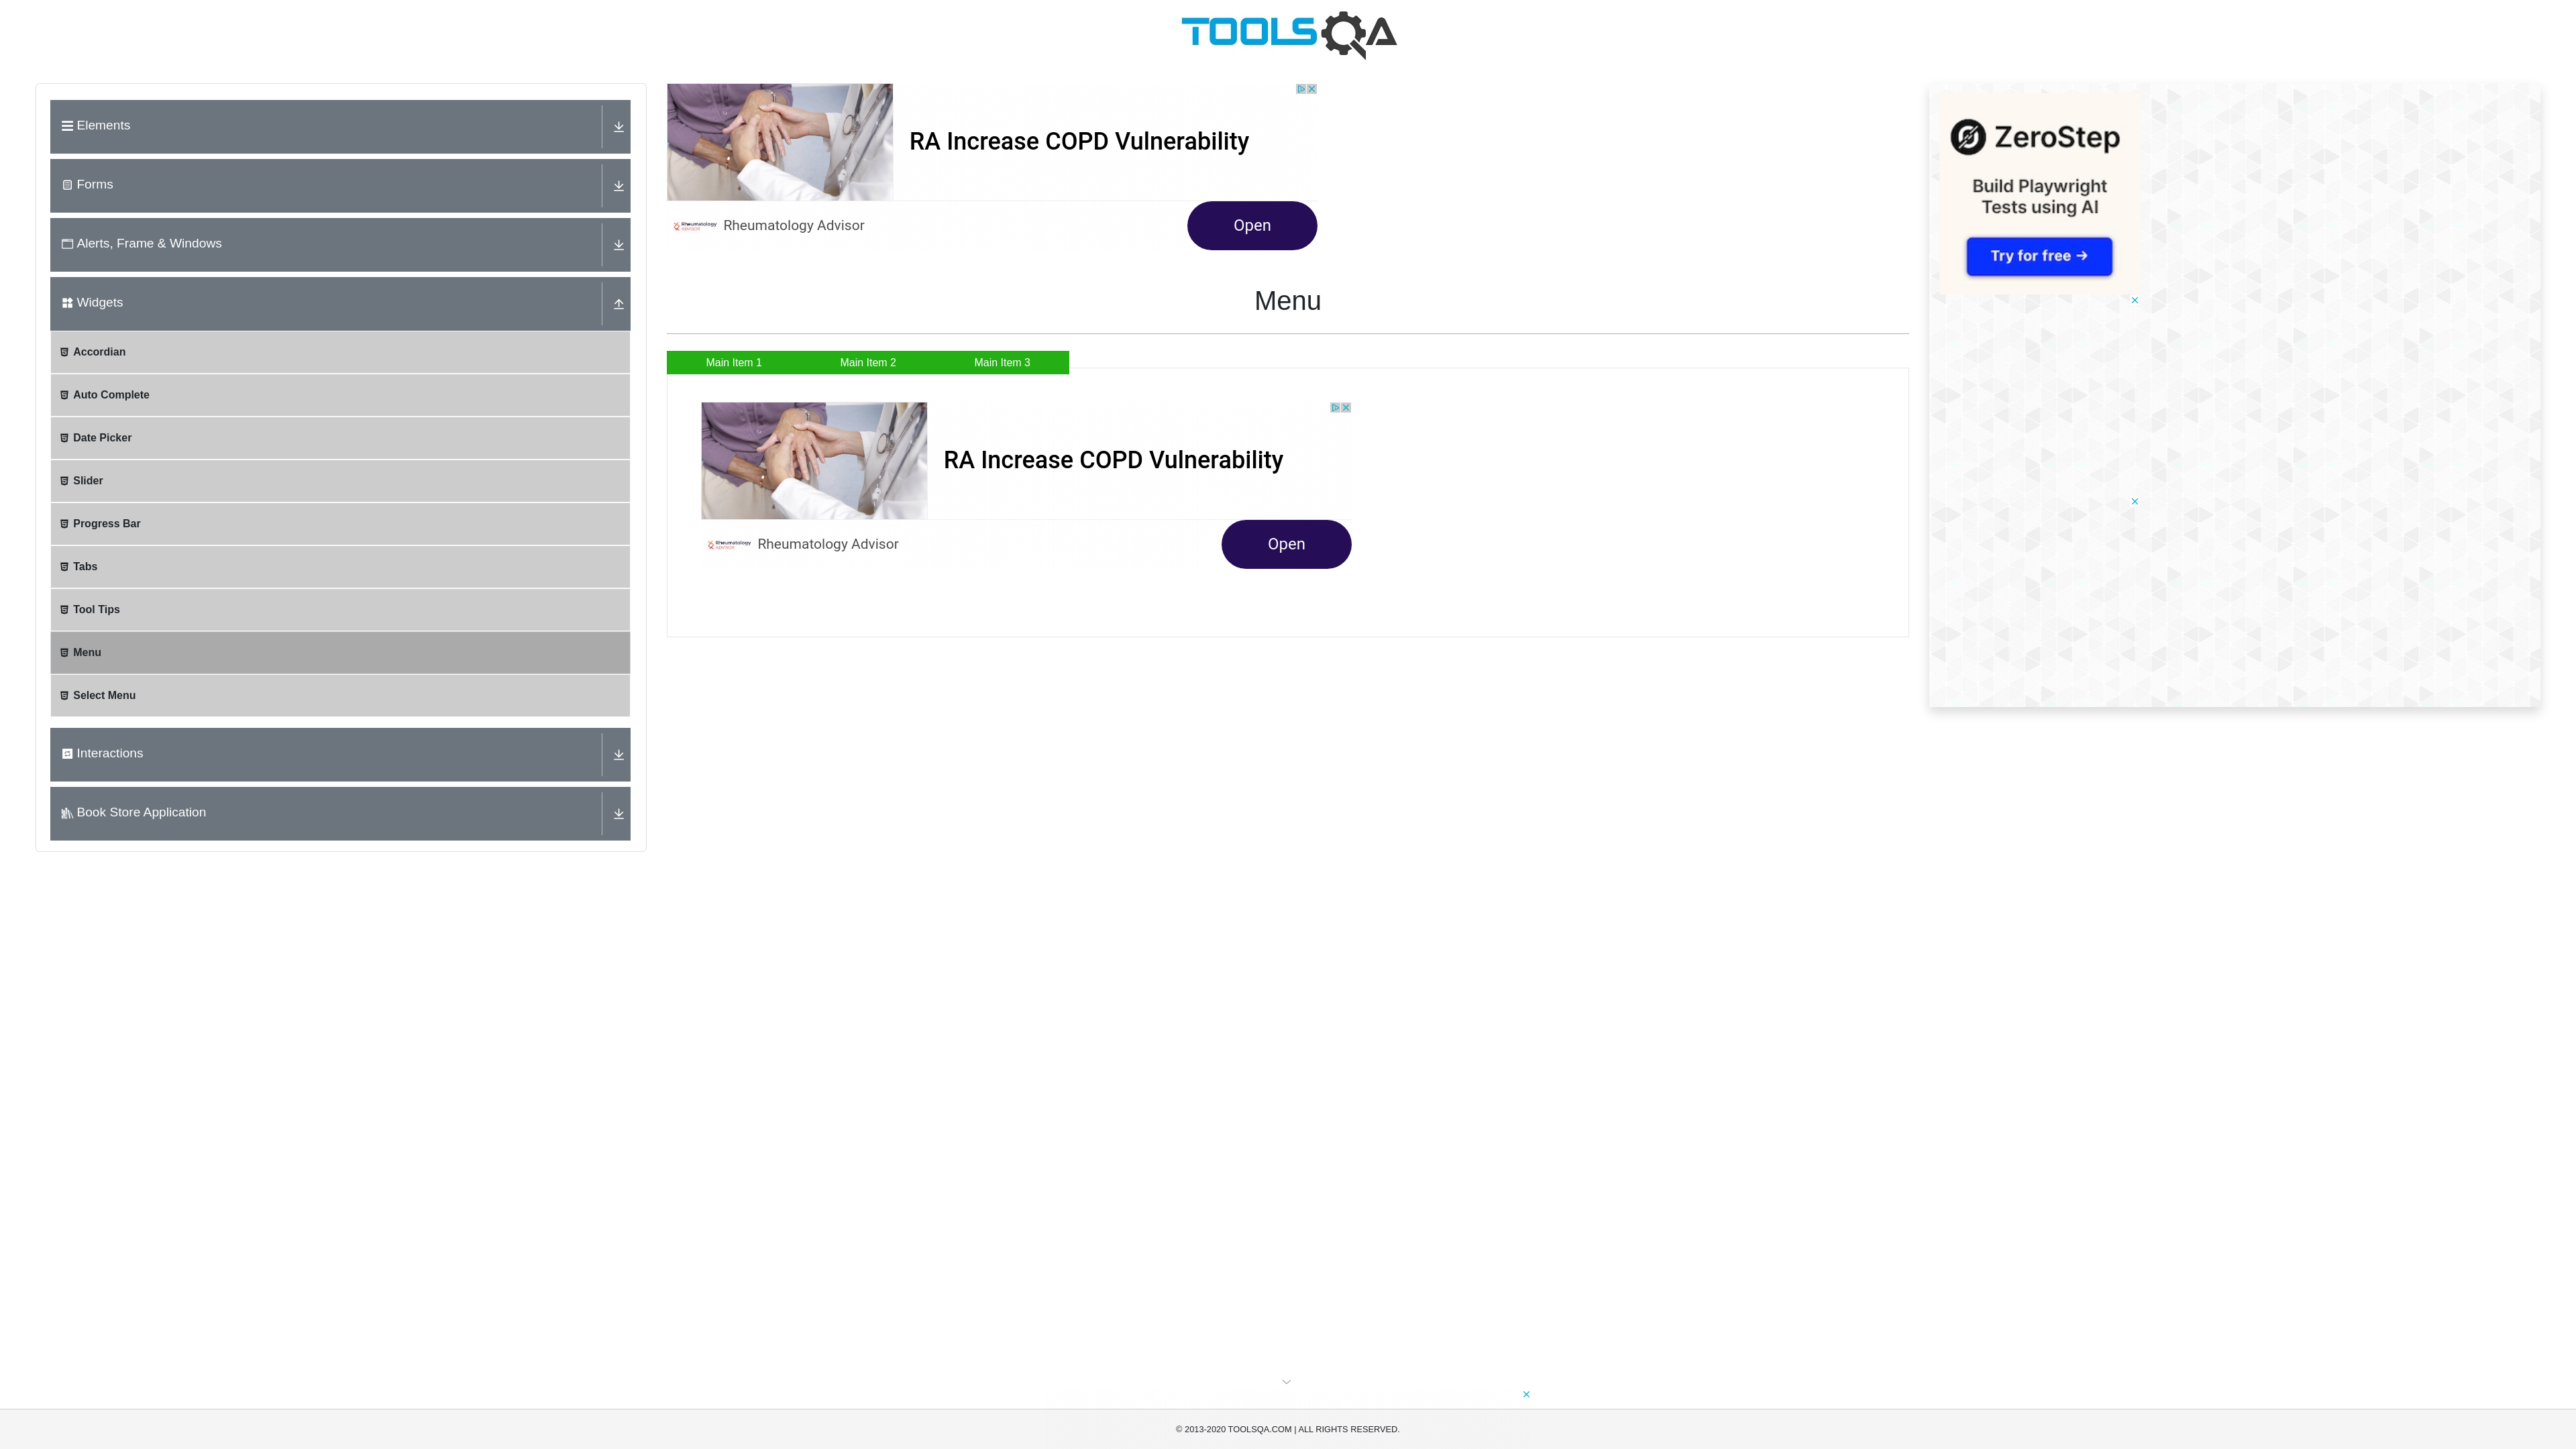 TOOLSQA
Elements
Forms
Alerts, Frame & Windows
Widgets
Accordian
Auto Complete
Date Picker
Slider
Progress Bar
Tabs
Tool Tips
Menu
Select Menu
Interactions
Book Store Application
RA Increase COPD Vulnerability
Rheumatology Advisor
Open
Menu
Main Item 1 Main Item 2 Main Item 3
RA Increase COPD Vulnerability
Rheumatology Advisor
Open
ZeroStep
Build Playwright
Tests using AI
Try for free →
© 2013-2020 TOOLSQA.COM | ALL RIGHTS RESERVED.